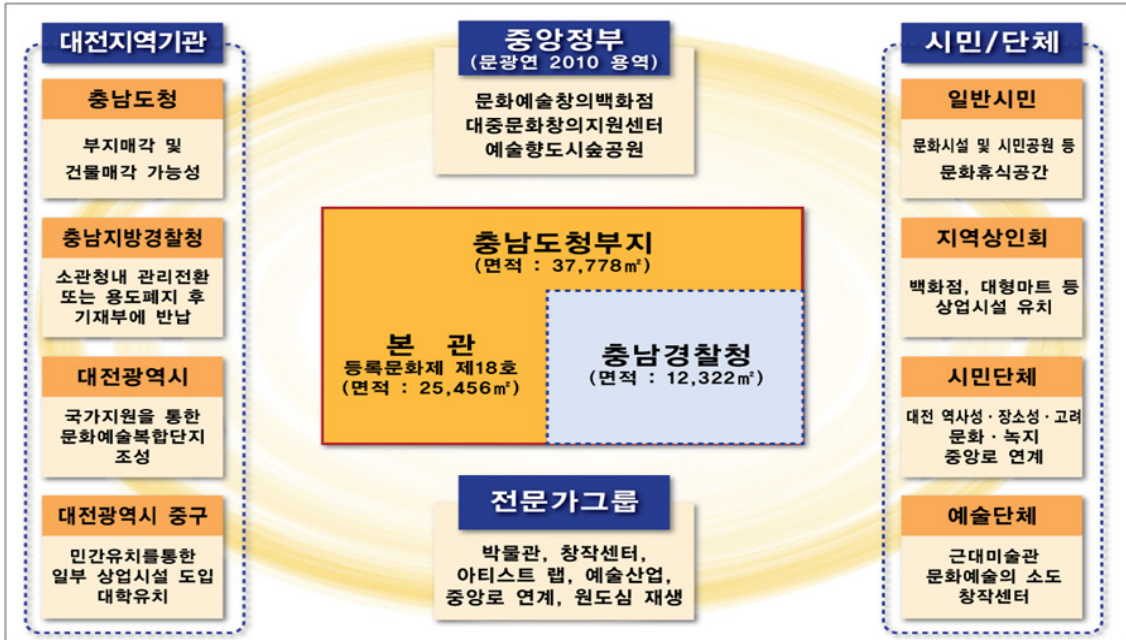 대전지역기관
충남도청
부지매각 및
건물매각 가능성
충남지방경찰청
소관청내 관리전환
또는 용도폐지 후
기재부에 반납
대전광역시
국가지원을 통한
문화예술복합단지
조성
대전광역시 중구
민간유치를통한
일부 상업시설 도입
대학유치
중앙정부
(문광연 2010 용역)
문화예술창의백화점
대중문화창의지원센터
예술향도시숲공원
충남도청부지
(면적 : 37,778㎡)
본 관
등록문화제 제18호
(면적 : 25,456㎡)
충남경찰청
(면적 : 12,322㎡)
전문가그룹
박물관, 창작센터,
아티스트 랩, 예술산업,
중앙로 연계, 원도심 재생
시민/단체
일반시민
문화시설 및 시민공원 등
문화휴식공간
지역상인회
백화점, 대형마트 등
상업시설 유치
시민단체
대전 역사성·장소성·고려
문화·녹지
중앙로 연계
예술단체
근대미술관
문화예술의 소도
창작센터